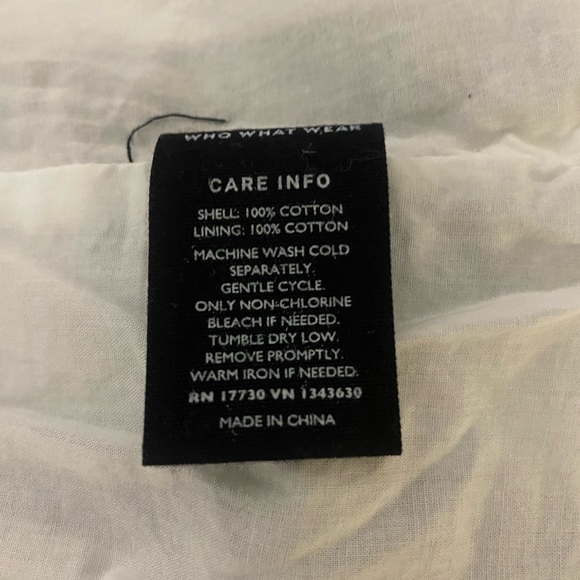 WHO WHAT WEAR
CARE INFO
SHELL: 100% COTTON
LINING: 100% COTTON
MACHINE WASH COLD
SEPARATELY.
GENTLE CYCLE.
ONLY NON-CHLORINE
BLEACH IF NEEDED.
TUMBLE DRY LOW.
REMOVE PROMPTLY.
WARM IRON IF NEEDED.
RN 17730 VN 1343630
MADE IN CHINA